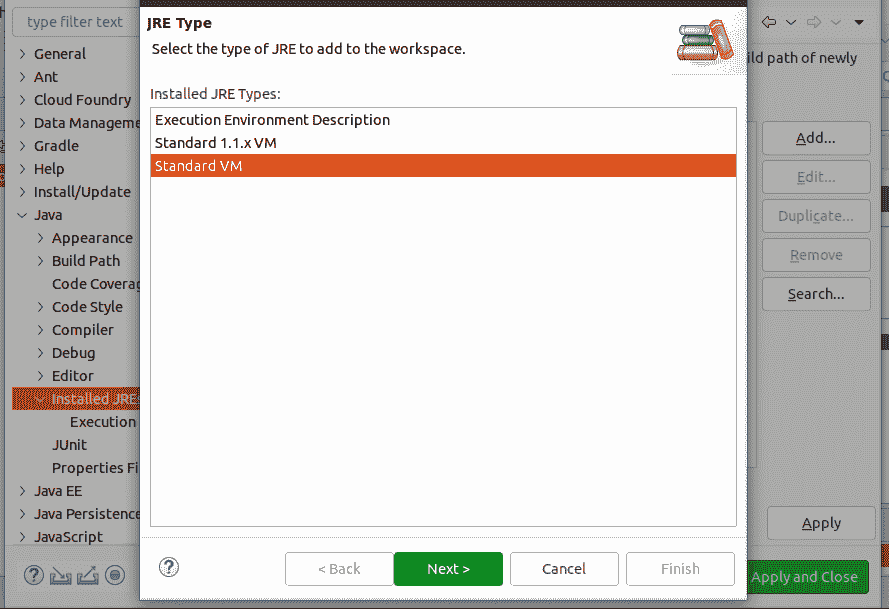 type filter text
General
Ant
Cloud Foundry
Data Manageme
Gradle
Help
Install/Update
Java
Appearance
Build Path
Code Coverag
Code Style
Compiler
Debug
Editor
Installed JREs
Execution
JUnit
Properties Fi
Java EE
Java Persistence
JavaScript
JRE Type
Select the type of JRE to add to the workspace.
Installed JRE Types:
Execution Environment Description
Standard 1.1.x VM
Standard VM
< Back
Next >
Cancel
Finish
ild path of newly
Add...
Edit...
Duplicate...
Remove
Search...
Apply
Apply and Close